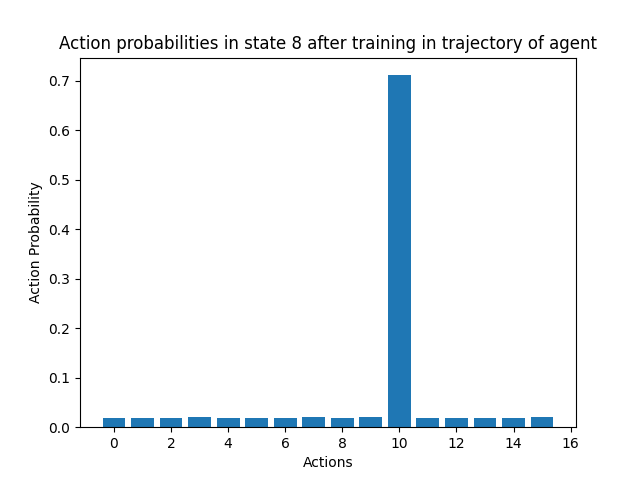 Action probabilities in state 8 after training in trajectory of agent
0.7
0.6
0.5
0.4
0.3
0.2
0.1
0.0
Action Probability
0 2 4 6 8 10 12 14 16
Actions